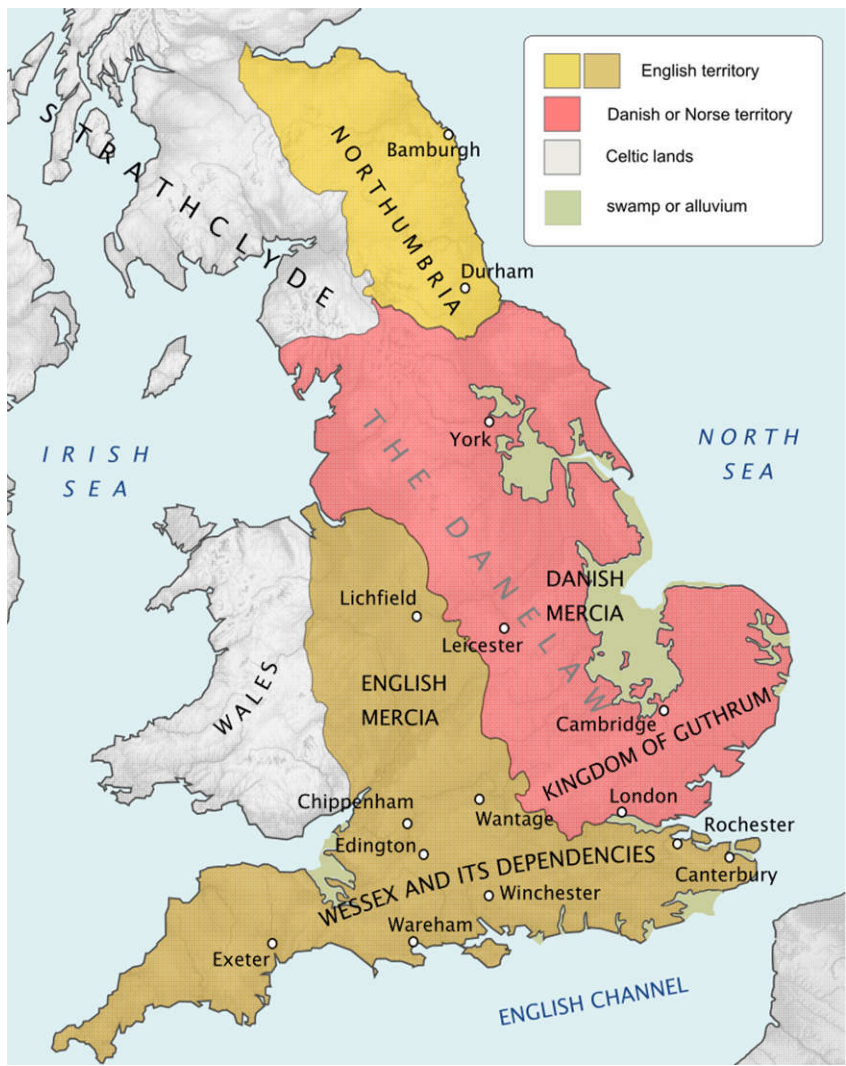 English territory
Danish or Norse territory
Celtic lands
swamp or alluvium
STRATHCLYDE
NORTHUMBRIA
Bamburgh
Durham
IRISH
SEA
NORTH
SEA
THE DANELAW
York
DANISH
MERCIA
Lichfield
Leicester
WALES
ENGLISH
MERCIA
Cambridge
KINGDOM OF GUTHRUM
Chippenham
Wantage
London
Rochester
Edington
Canterbury
WESSEX AND ITS DEPENDENCIES
Winchester
Wareham
Exeter
ENGLISH CHANNEL